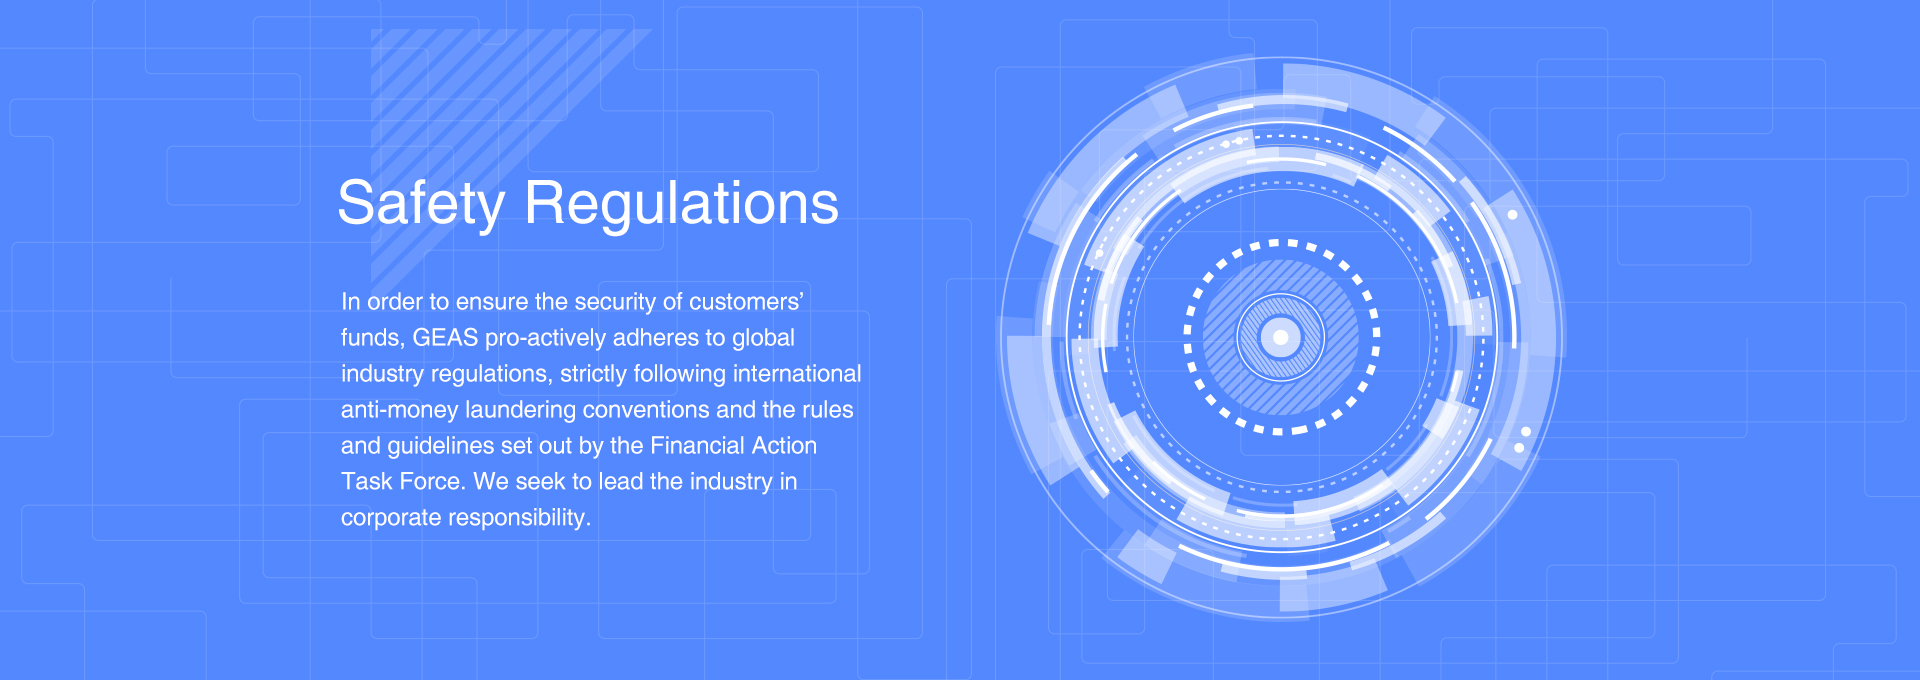 Safety Regulations
In order to ensure the security of customers’
funds, GEAS pro-actively adheres to global
industry regulations, strictly following international
anti-money laundering conventions and the rules
and guidelines set out by the Financial Action
Task Force. We seek to lead the industry in
corporate responsibility.